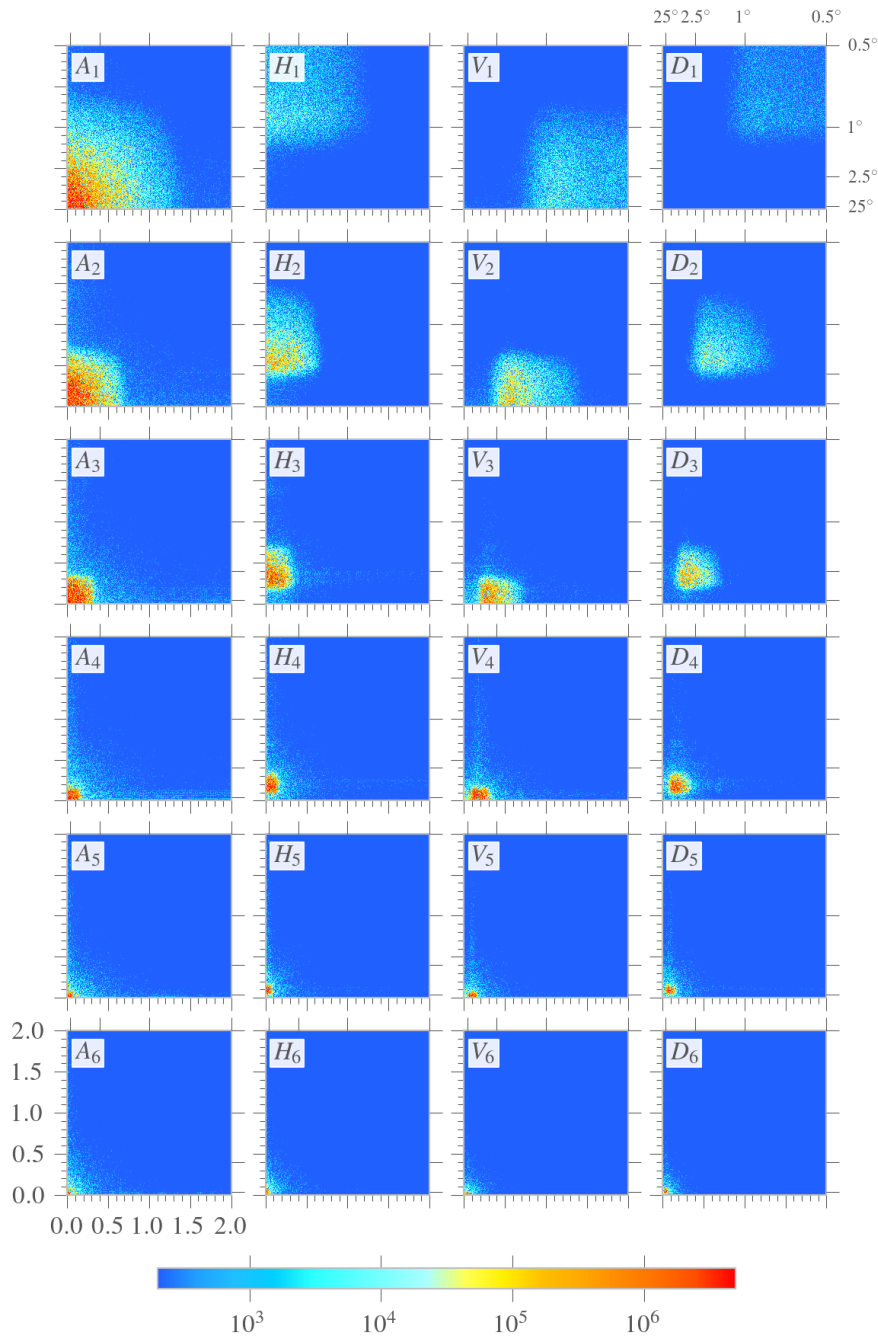 25° 2.5° 1° 0.5°
A₁ H₁ V₁ D₁ 0.5°
1°
2.5°
25°
A₂ H₂ V₂ D₂
A₃ H₃ V₃ D₃
A₄ H₄ V₄ D₄
A₅ H₅ V₅ D₅
2.0 A₆ H₆ V₆ D₆
1.5
1.0
0.5
0.0
0.0 0.5 1.0 1.5 2.0
10³ 10⁴ 10⁵ 10⁶